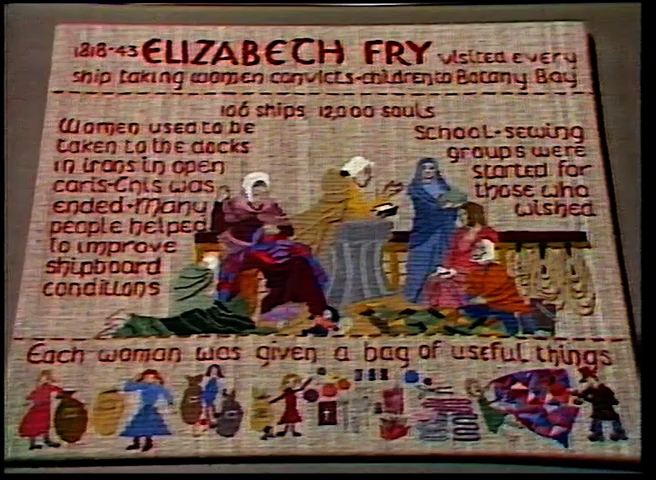 1818-43 ELIZABETH FRY visited every
ship taking women convicts-children to Botany Bay
106 ships 12,000 souls
Women used to be
taken to the docks
in irons in open
carts-This was
ended-Many
people helped
to improve
shipboard
conditions
School-sewing
groups were
started for
those who
wished
Each woman was given a bag of useful things